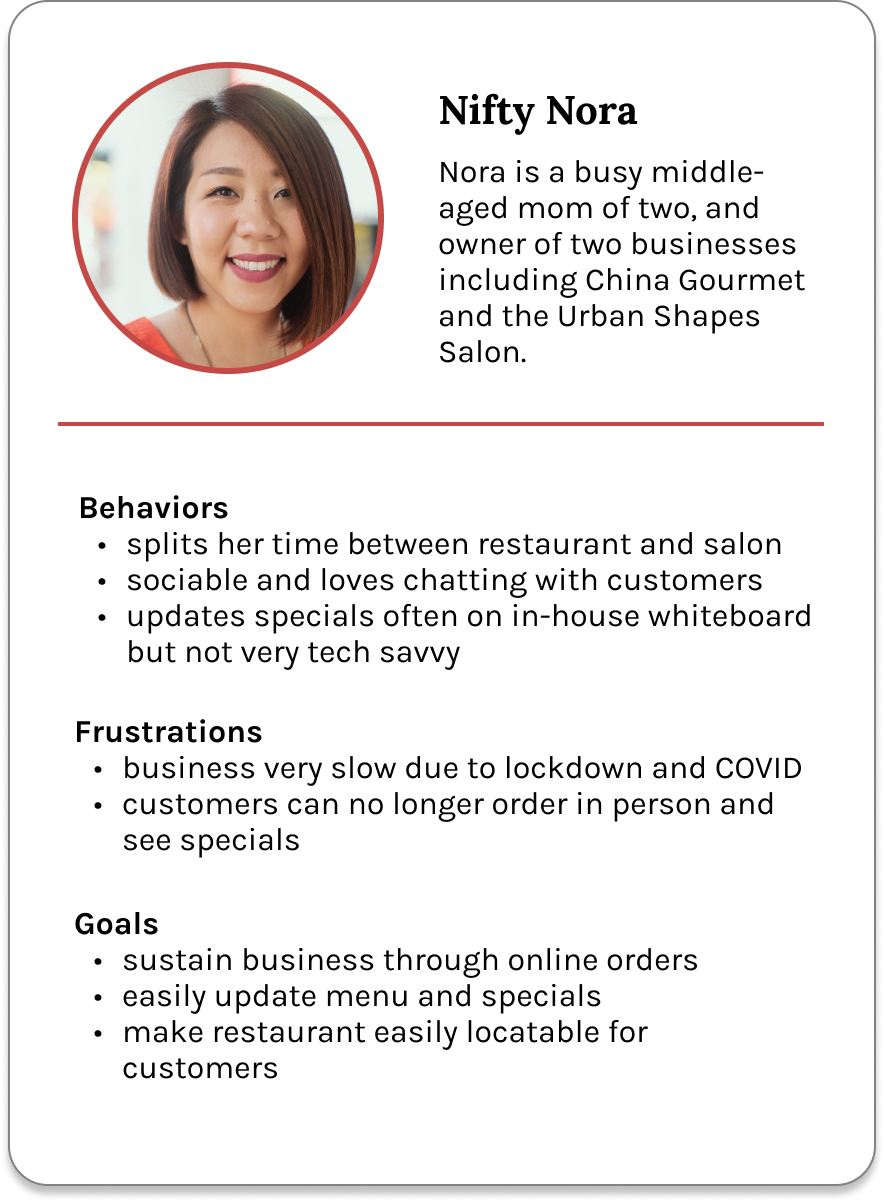 Nifty Nora
Nora is a busy middle-
aged mom of two, and
owner of two businesses
including China Gourmet
and the Urban Shapes
Salon.
Behaviors
• splits her time between restaurant and salon
• sociable and loves chatting with customers
• updates specials often on in-house whiteboard
but not very tech savvy
Frustrations
• business very slow due to lockdown and COVID
• customers can no longer order in person and
see specials
Goals
• sustain business through online orders
• easily update menu and specials
• make restaurant easily locatable for
customers